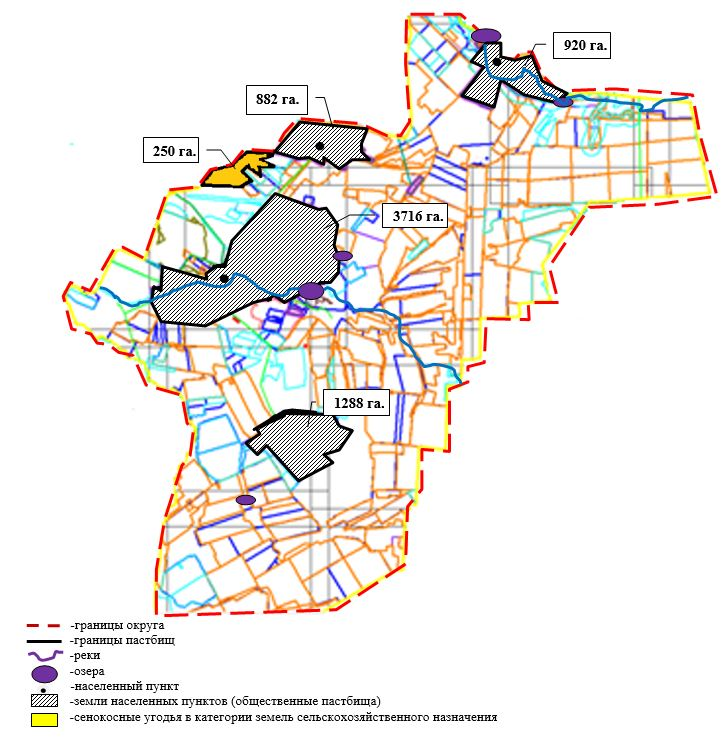 920 га.
882 га.
250 га.
3716 га.
1288 га.
-границы округа
-границы пастбищ
-реки
-озера
-населенный пункт
-земли населенных пунктов (общественные пастбища)
-сенокосные угодья в категории земель сельскохозяйственного назначения